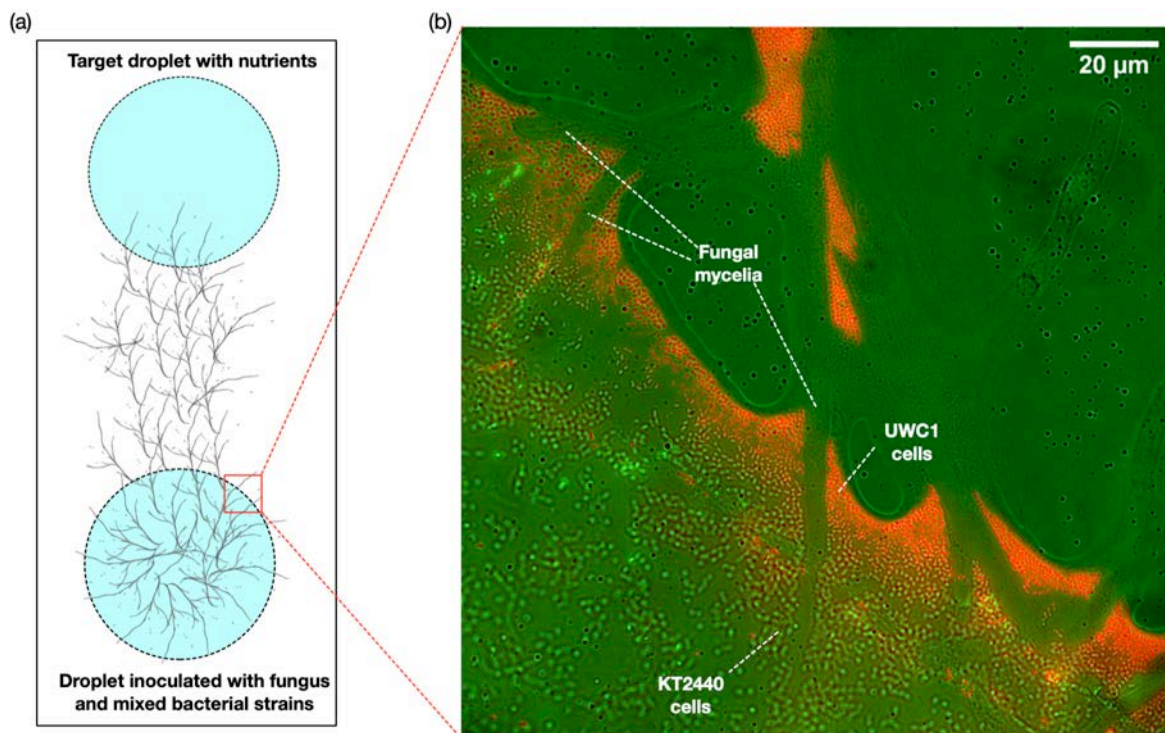 (a)
Target droplet with nutrients
Droplet inoculated with fungus
and mixed bacterial strains
(b)
20 μm
Fungal
mycelia
UWC1
cells
KT2440
cells